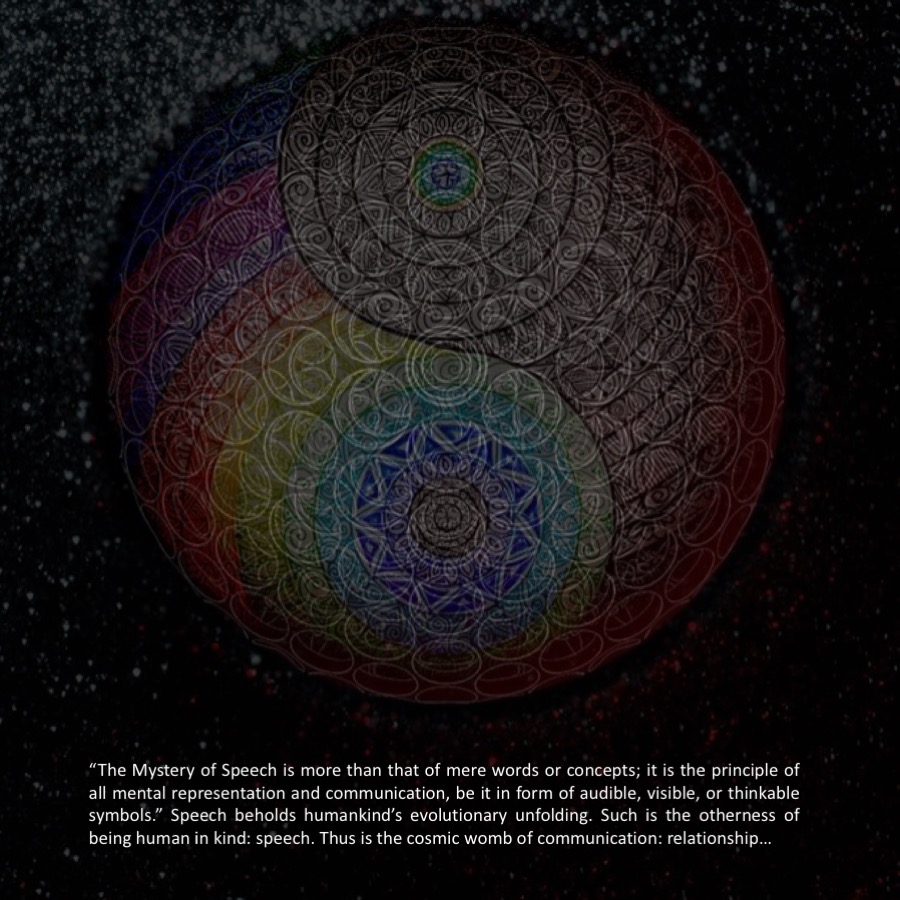 “The Mystery of Speech is more than that of mere words or concepts; it is the principle of
all mental representation and communication, be it in form of audible, visible, or thinkable
symbols.” Speech beholds humankind’s evolutionary unfolding. Such is the otherness of
being human in kind: speech. Thus is the cosmic womb of communication: relationship…